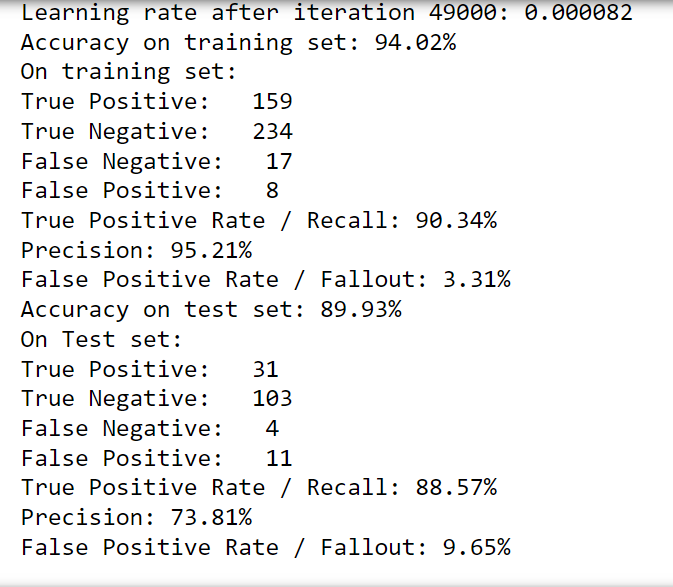 Learning rate after iteration 49000: 0.000082
Accuracy on training set: 94.02%
On training set:
True Positive:   159
True Negative:   234
False Negative:   17
False Positive:   8
True Positive Rate / Recall: 90.34%
Precision: 95.21%
False Positive Rate / Fallout: 3.31%
Accuracy on test set: 89.93%
On Test set:
True Positive:   31
True Negative:   103
False Negative:   4
False Positive:   11
True Positive Rate / Recall: 88.57%
Precision: 73.81%
False Positive Rate / Fallout: 9.65%